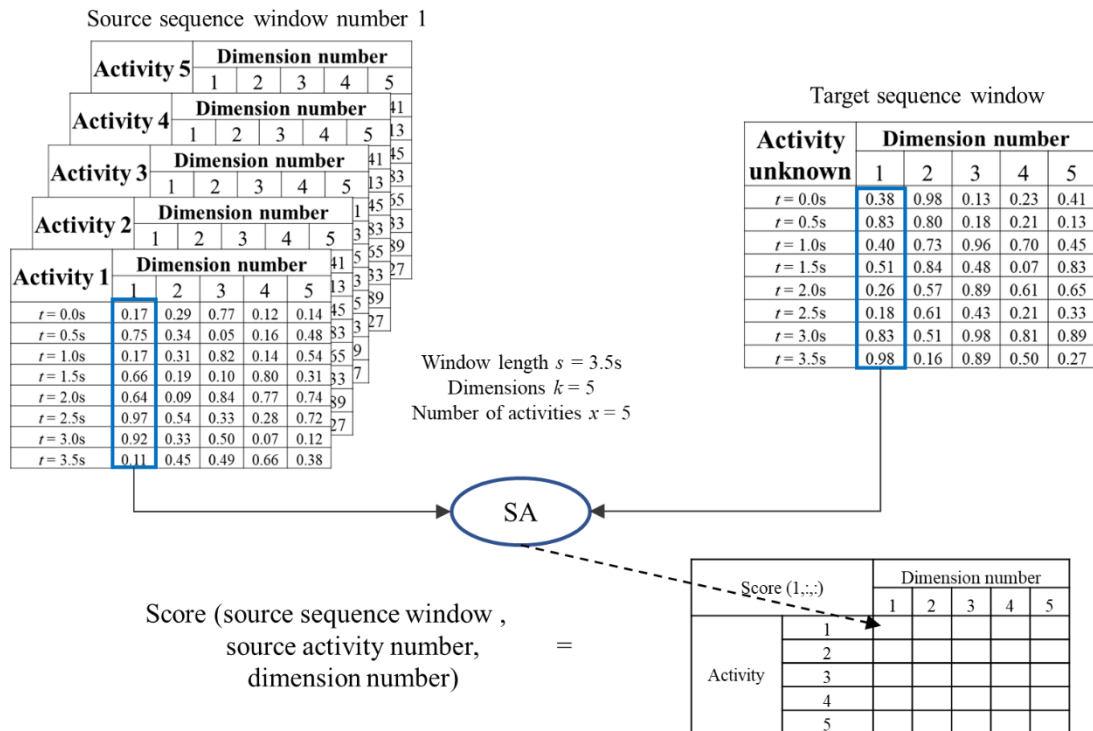 Source sequence window number 1
Activity 5 Dimension number
1 2 3 4 5
Activity 4 Dimension number
1 2 3 4 5
Activity 3 Dimension number
1 2 3 4 5
Activity 2 Dimension number
1 2 3 4 5
Activity 1 Dimension number
1 2 3 4 5
t = 0.0s 0.17 0.29 0.77 0.12 0.14
t = 0.5s 0.75 0.34 0.05 0.16 0.48
t = 1.0s 0.17 0.31 0.82 0.14 0.54
t = 1.5s 0.66 0.19 0.10 0.80 0.31
t = 2.0s 0.64 0.09 0.84 0.77 0.74
t = 2.5s 0.97 0.54 0.33 0.28 0.72
t = 3.0s 0.92 0.33 0.50 0.07 0.12
t = 3.5s 0.11 0.45 0.49 0.66 0.38
Target sequence window
Activity unknown Dimension number
1 2 3 4 5
t = 0.0s 0.38 0.98 0.13 0.23 0.41
t = 0.5s 0.83 0.80 0.18 0.21 0.13
t = 1.0s 0.40 0.73 0.96 0.70 0.45
t = 1.5s 0.51 0.84 0.48 0.07 0.83
t = 2.0s 0.26 0.57 0.89 0.61 0.65
t = 2.5s 0.18 0.61 0.43 0.21 0.33
t = 3.0s 0.83 0.51 0.98 0.81 0.89
t = 3.5s 0.98 0.16 0.89 0.50 0.27
Window length s = 3.5s
Dimensions k = 5
Number of activities x = 5
SA
Score (source sequence window ,
source activity number, =
dimension number)
Score (1,:,:) Dimension number
1 2 3 4 5
Activity
1
2
3
4
5